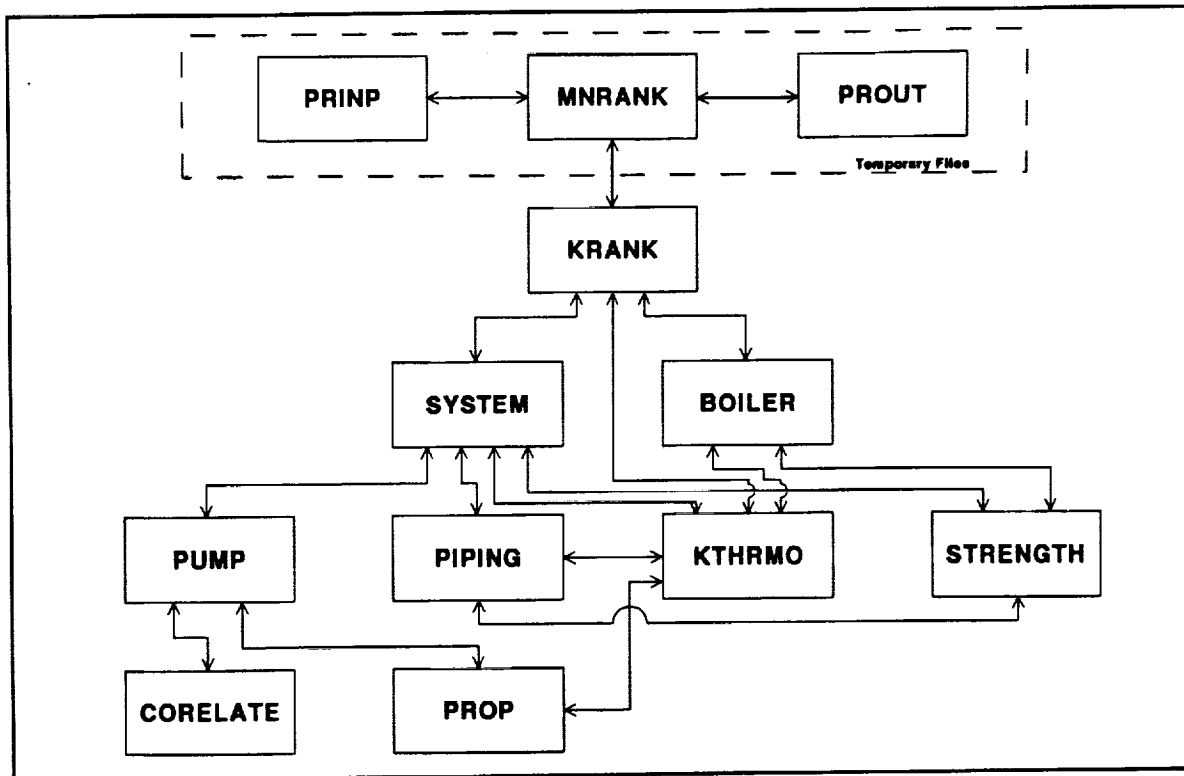 PRINP
MNRANK
PROUT
Temporary Files
KRANK
SYSTEM
BOILER
PUMP
PIPING
KTHRMO
STRENGTH
CORELATE
PROP